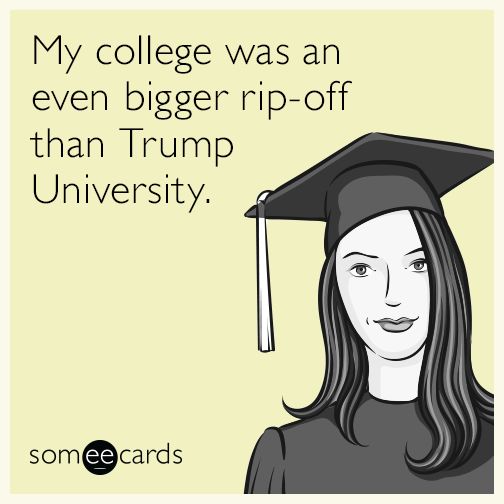 My college was an
even bigger rip-off
than Trump
University.
someecards